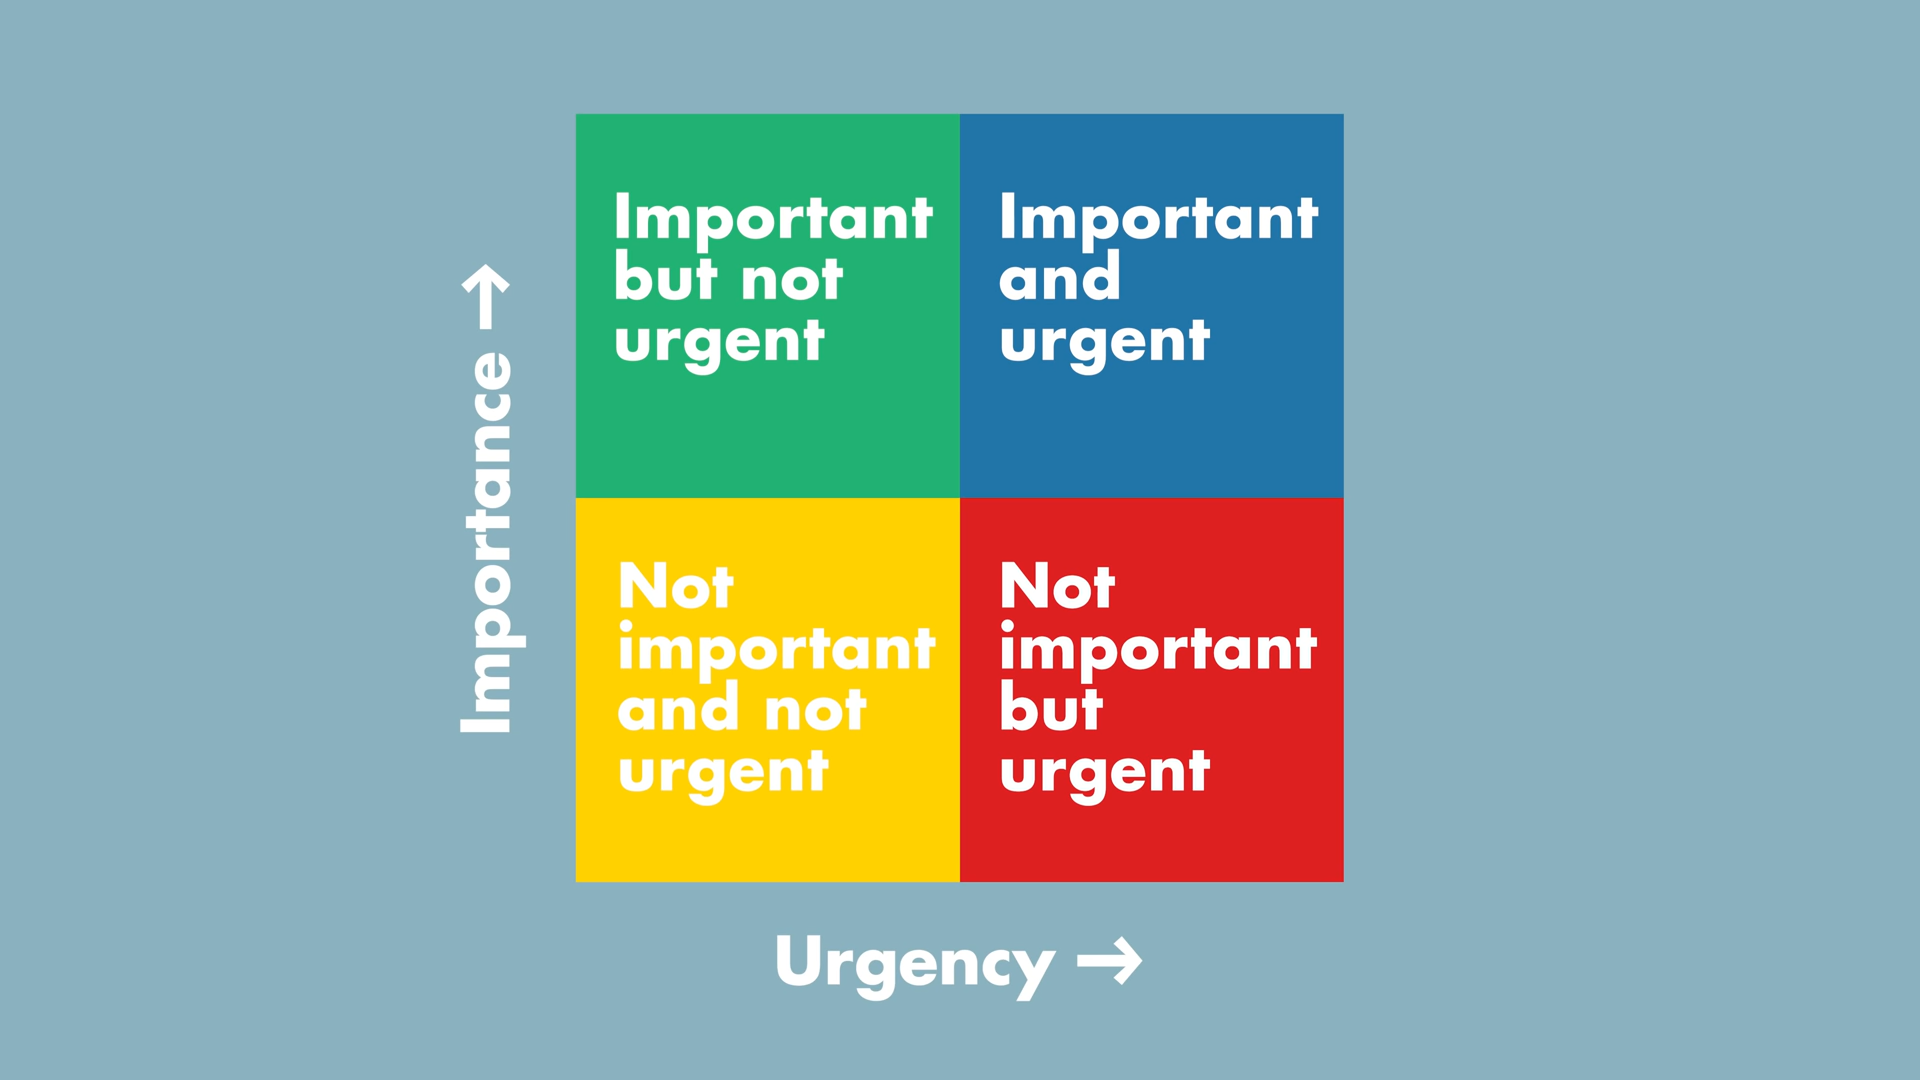 Important
but not
urgent
Important
and
urgent
Not
important
and not
urgent
Not
important
but
urgent
Importance →
Urgency →